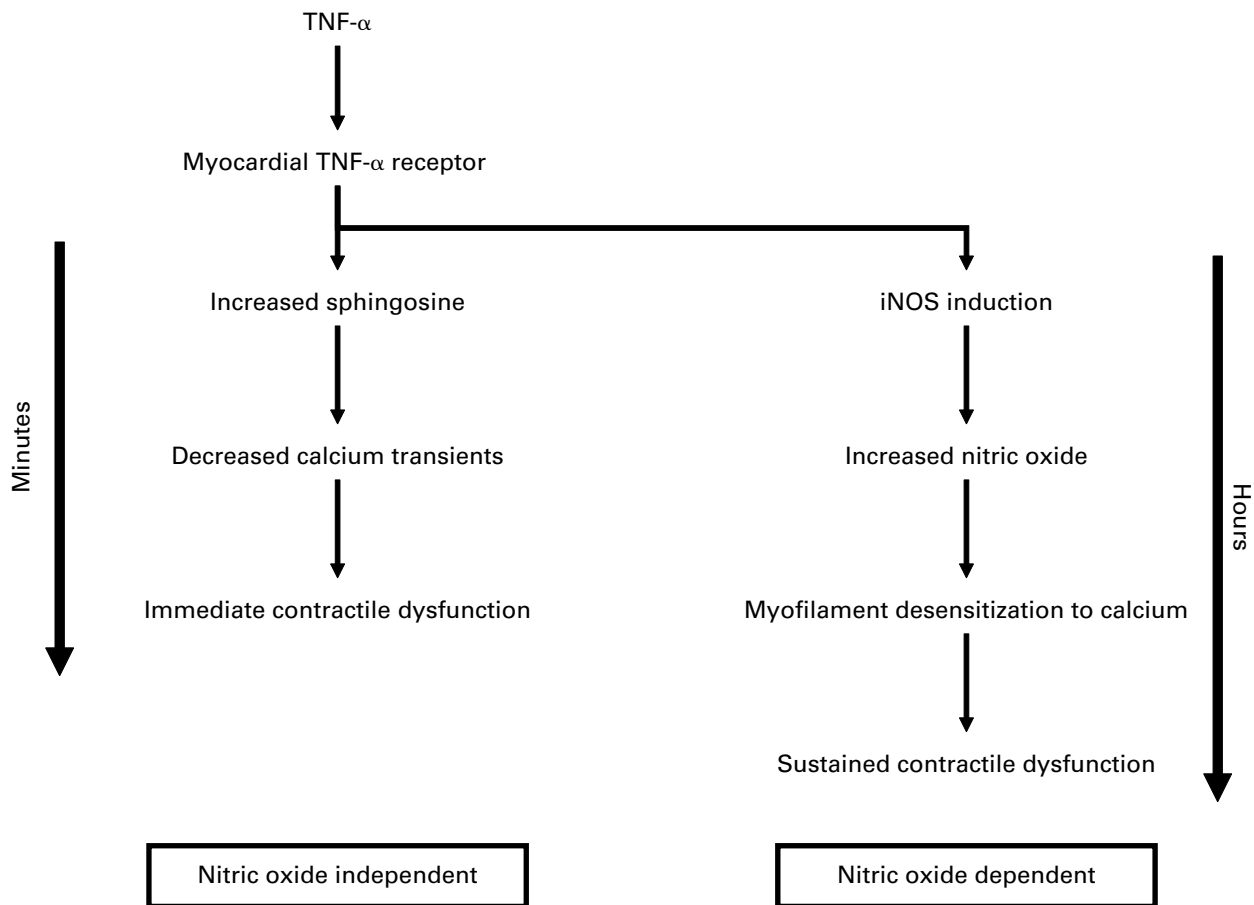 TNF-α
Myocardial TNF-α receptor
Increased sphingosine
iNOS induction
Minutes
Decreased calcium transients
Increased nitric oxide
Hours
Immediate contractile dysfunction
Myofilament desensitization to calcium
Sustained contractile dysfunction
Nitric oxide independent
Nitric oxide dependent